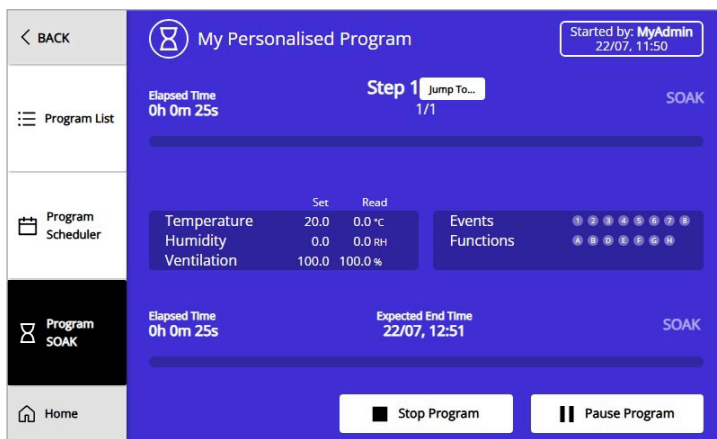 BACK
My Personalised Program
Started by: MyAdmin
22/07, 11:50
Program List
Elapsed Time
0h 0m 25s
Step 1 Jump To...
1/1
SOAK
Program
Scheduler
Set Read
Temperature 20.0 0.0 °C
Humidity 0.0 0.0 RH
Ventilation 100.0 100.0 %
Events 1 2 3 4 5 6 7 8
Functions A B D E F G H
Program
SOAK
Elapsed Time
0h 0m 25s
Expected End Time
22/07, 12:51
SOAK
Home
Stop Program
Pause Program